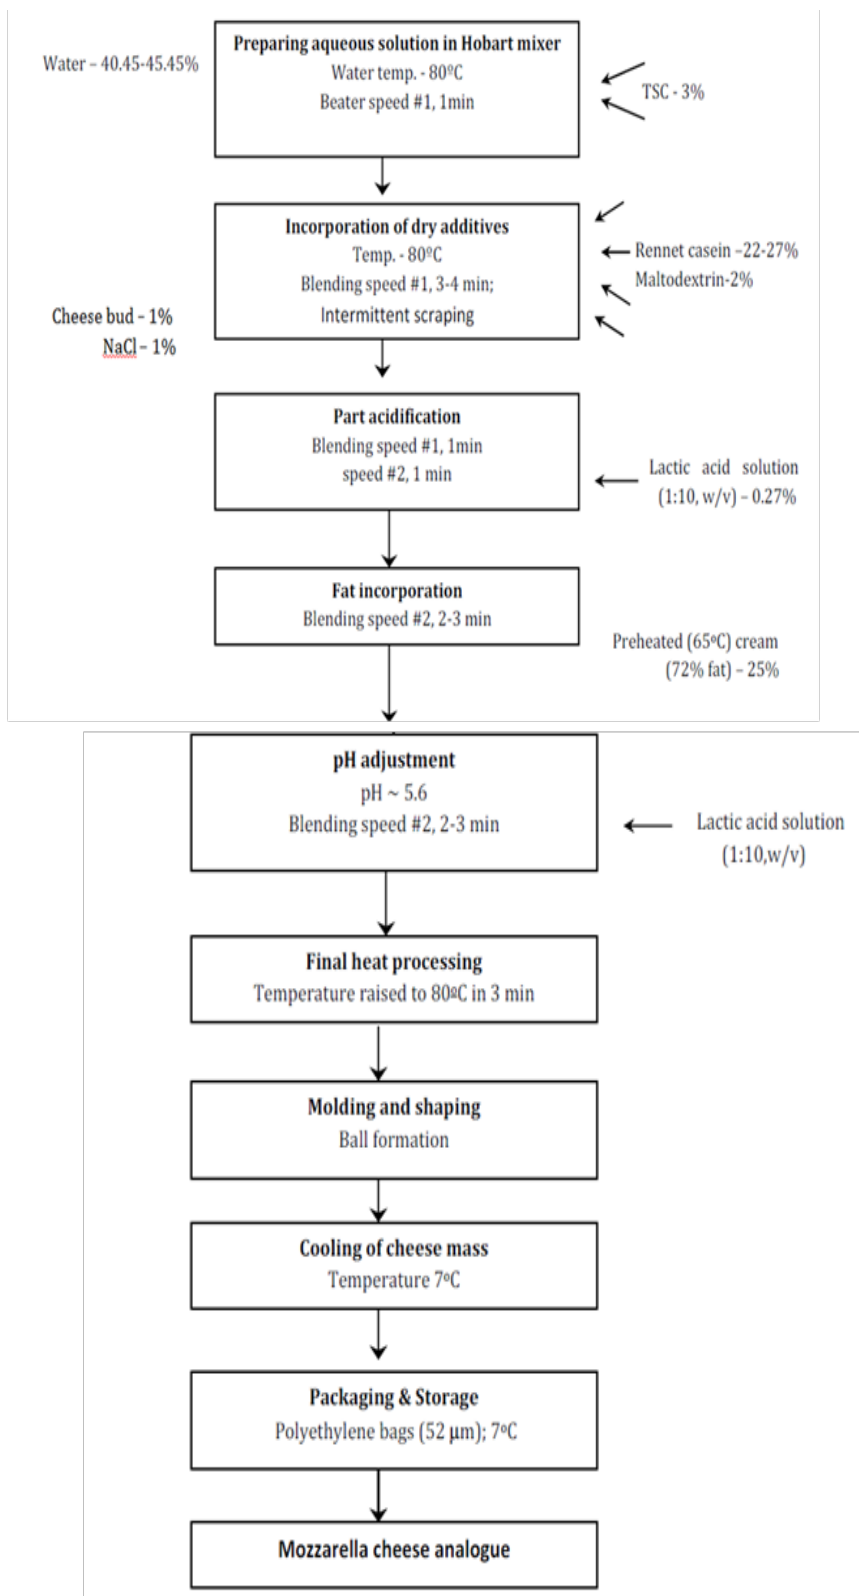 Preparing aqueous solution in Hobart mixer
Water temp. - 80ºC
Beater speed #1, 1min
Water – 40.45-45.45%
TSC - 3%
Incorporation of dry additives
Temp. - 80ºC
Blending speed #1, 3-4 min;
Intermittent scraping
Rennet casein –22-27%
Maltodextrin-2%
Cheese bud – 1%
NaCl – 1%
Part acidification
Blending speed #1, 1min
speed #2, 1 min
Lactic acid solution
(1:10, w/v) – 0.27%
Fat incorporation
Blending speed #2, 2-3 min
Preheated (65ºC) cream
(72% fat) – 25%
pH adjustment
pH ~ 5.6
Blending speed #2, 2-3 min
Lactic acid solution
(1:10,w/v)
Final heat processing
Temperature raised to 80ºC in 3 min
Molding and shaping
Ball formation
Cooling of cheese mass
Temperature 7ºC
Packaging & Storage
Polyethylene bags (52 µm); 7ºC
Mozzarella cheese analogue